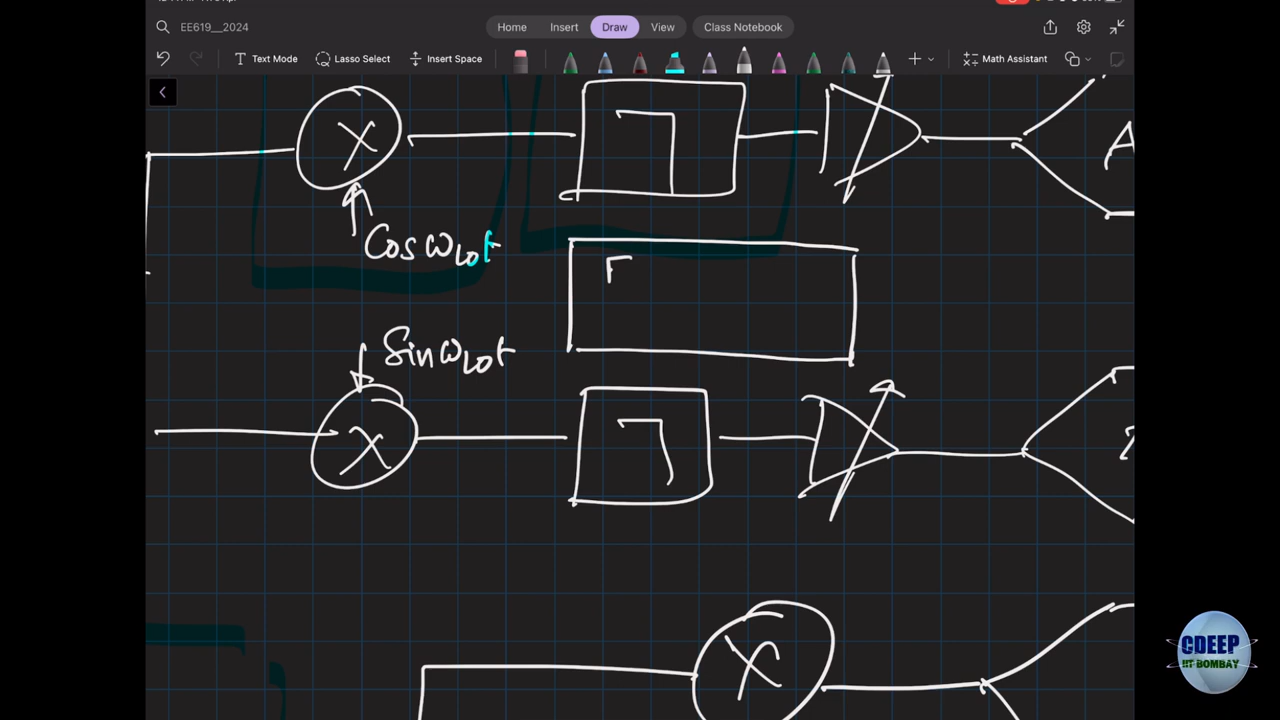 EE619__2024
Home Insert Draw View Class Notebook
Text Mode Lasso Select Insert Space Math Assistant
X
A
Cos ωLot
F
Sin ωLot
X
X
CDEEP
IIT BOMBAY